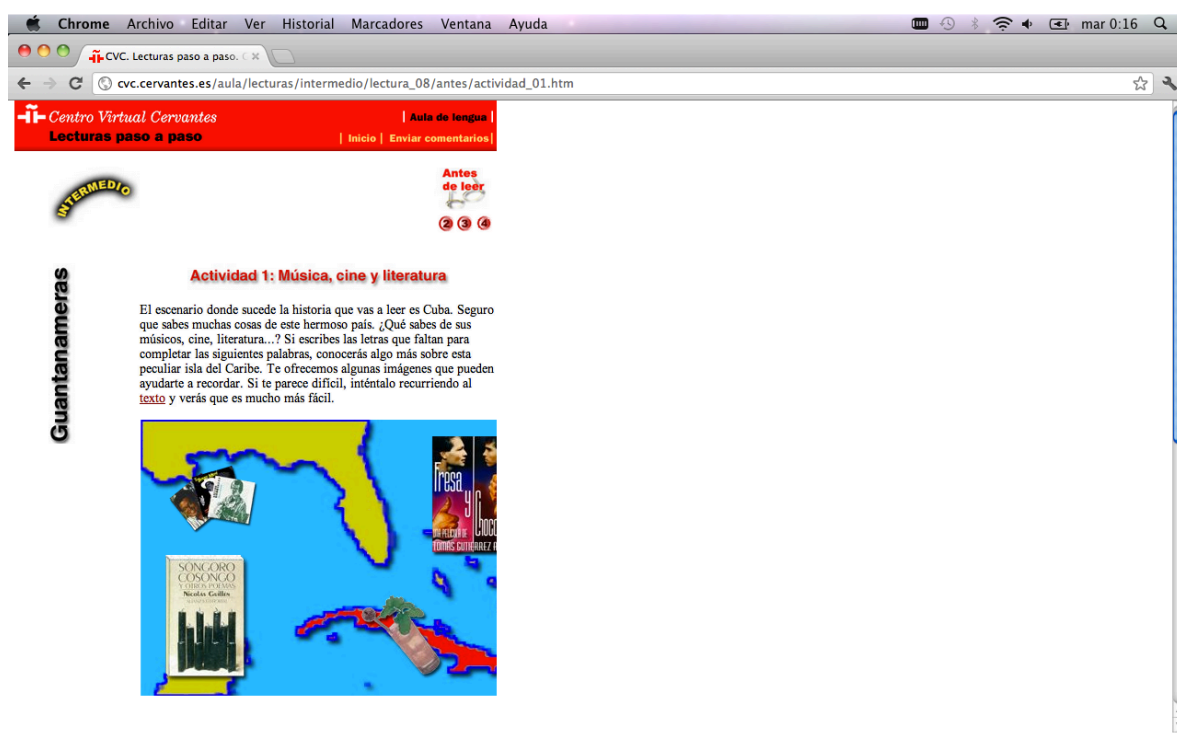 Chrome Archivo Editar Ver Historial Marcadores Ventana Ayuda mar 0:16
CVC. Lecturas paso a paso.
cvc.cervantes.es/aula/lecturas/intermedio/lectura_08/antes/actividad_01.htm
Centro Virtual Cervantes | Aula de lengua |
Lecturas paso a paso | Inicio | Enviar comentarios|
INTERMEDIO
Antes
de leer
2 3 4
Guantanameras
Actividad 1: Música, cine y literatura
El escenario donde sucede la historia que vas a leer es Cuba. Seguro
que sabes muchas cosas de este hermoso país. ¿Qué sabes de sus
músicos, cine, literatura...? Si escribes las letras que faltan para
completar las siguientes palabras, conocerás algo más sobre esta
peculiar isla del Caribe. Te ofrecemos algunas imágenes que pueden
ayudarte a recordar. Si te parece difícil, inténtalo recurriendo al
texto y verás que es mucho más fácil.
Fresa
y
Choco
UNA PELICULA DE
TOMÁS GUTIERREZ A
SÓNGORO
COSONGO
Y OTROS POEMAS
Nicolás Guillén